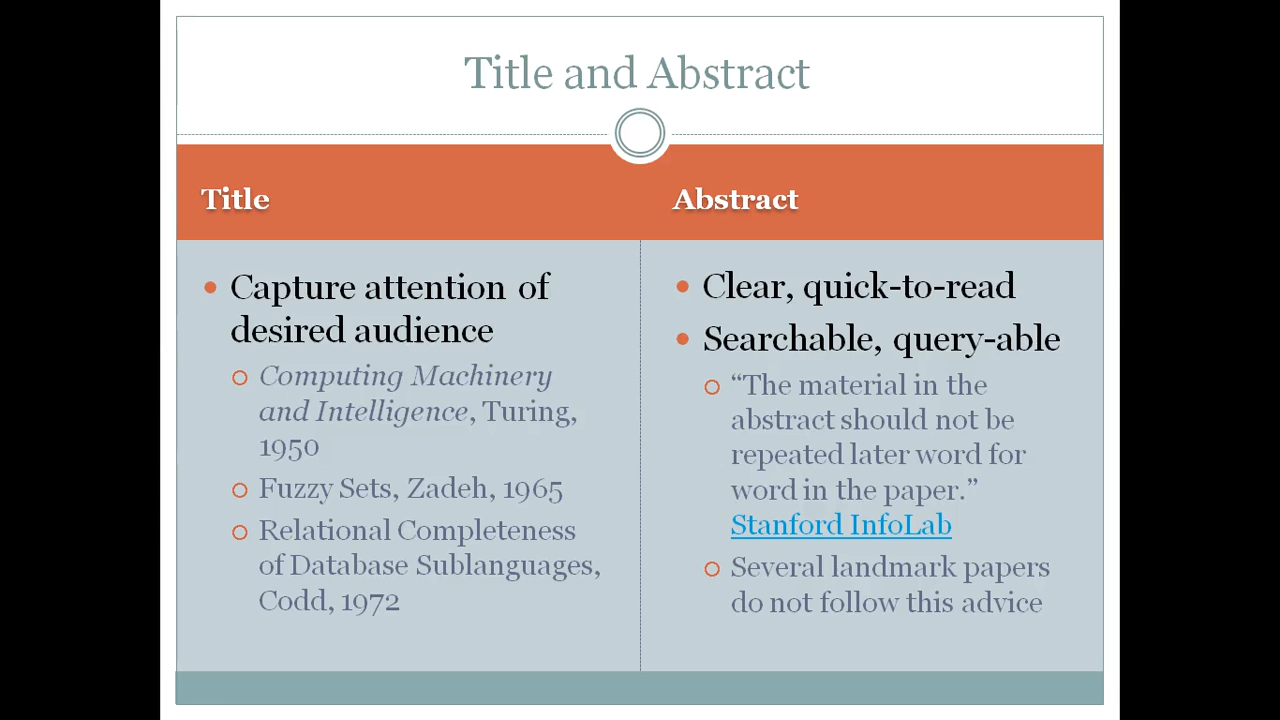 Title and Abstract
Title
Capture attention of
desired audience
Computing Machinery
and Intelligence, Turing,
1950
Fuzzy Sets, Zadeh, 1965
Relational Completeness
of Database Sublanguages,
Codd, 1972
Abstract
Clear, quick-to-read
Searchable, query-able
“The material in the
abstract should not be
repeated later word for
word in the paper.”
Stanford InfoLab
Several landmark papers
do not follow this advice